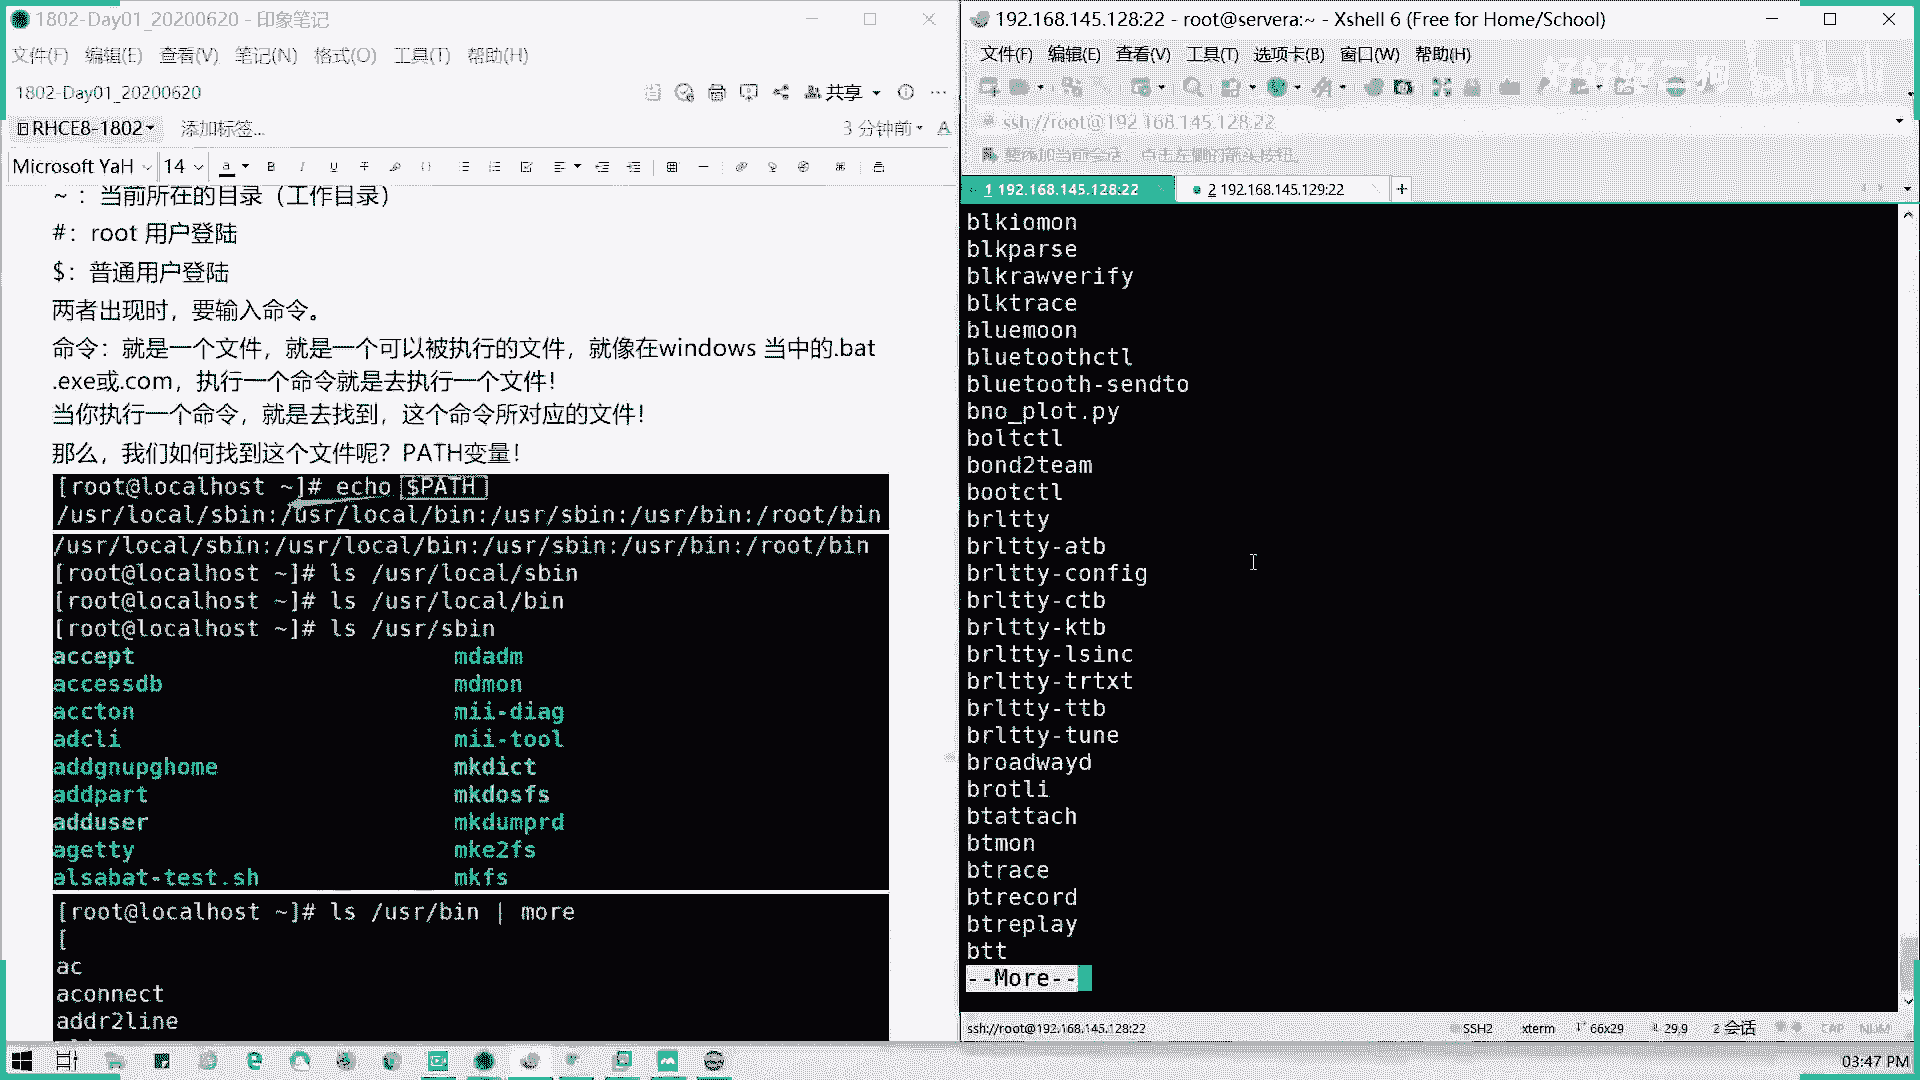 1802-Day01_20200620 - 印象笔记
文件(F) 编辑(E) 查看(V) 笔记(N) 格式(O) 工具(T) 帮助(H)
1802-Day01_20200620
共享
RHCE8-1802
添加标签...
3 分钟前
Microsoft YaH 14
~ ：当前所在的目录（工作目录）
#：root 用户登陆
$：普通用户登陆
两者出现时，要输入命令。
命令：就是一个文件，就是一个可以被执行的文件，就像在windows 当中的.bat
.exe或.com，执行一个命令就是去执行一个文件！
当你执行一个命令，就是去找到，这个命令所对应的文件！
那么，我们如何找到这个文件呢？PATH变量！
[root@localhost ~]# echo $PATH
/usr/local/sbin:/usr/local/bin:/usr/sbin:/usr/bin:/root/bin
/usr/local/sbin:/usr/local/bin:/usr/sbin:/usr/bin:/root/bin
[root@localhost ~]# ls /usr/local/sbin
[root@localhost ~]# ls /usr/local/bin
[root@localhost ~]# ls /usr/sbin
accept mdadm
accessdb mdmon
accton mii-diag
adcli mii-tool
addgnupghome mkdict
addpart mkdosfs
adduser mkdumprd
agetty mke2fs
alsabat-test.sh mkfs
[root@localhost ~]# ls /usr/bin | more
[
ac
aconnect
addr2line
192.168.145.128:22 - root@servera:~ - Xshell 6 (Free for Home/School)
文件(F) 编辑(E) 查看(V) 工具(T) 选项卡(B) 窗口(W) 帮助(H)
bilibili
ssh://root@192.168.145.128:22
要添加当前会话，点击左侧的箭头按钮。
1 192.168.145.128:22
2 192.168.145.129:22
blkiomon
blkparse
blkrawverify
blktrace
bluemoon
bluetoothctl
bluetooth-sendto
bno_plot.py
boltctl
bond2team
bootctl
brltty
brltty-atb
brltty-config
brltty-ctb
brltty-ktb
brltty-lsinc
brltty-trtxt
brltty-ttb
brltty-tune
broadwayd
brotli
btattach
btmon
btrace
btrecord
btreplay
btt
--More--
ssh://root@192.168.145.128:22 SSH2 xterm 66x29 29,9 2 会话 CAP NUM
03:47 PM